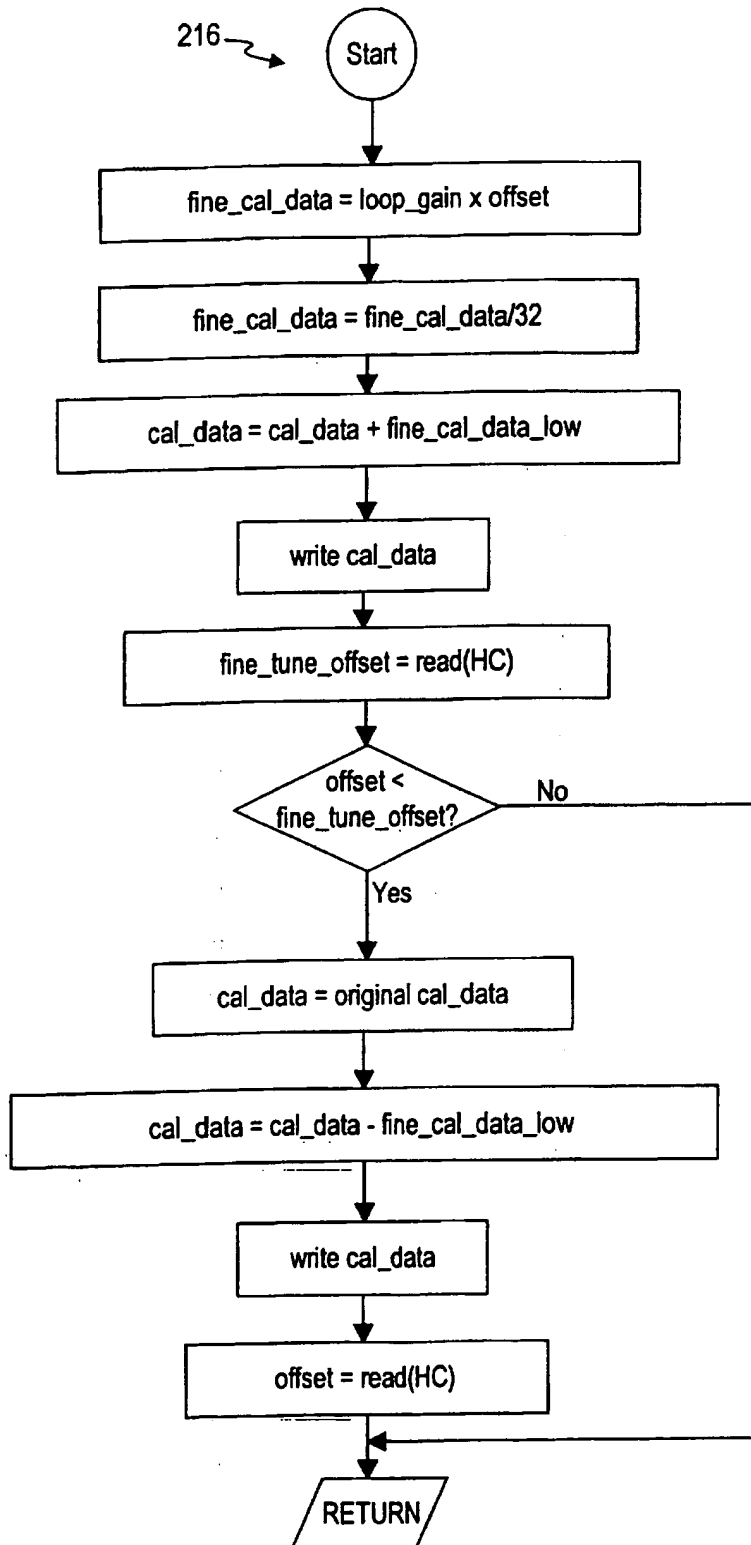 216
Start
fine_cal_data = loop_gain x offset
fine_cal_data = fine_cal_data/32
cal_data = cal_data + fine_cal_data_low
write cal_data
fine_tune_offset = read(HC)
offset <
fine_tune_offset?
No
Yes
cal_data = original cal_data
cal_data = cal_data - fine_cal_data_low
write cal_data
offset = read(HC)
RETURN